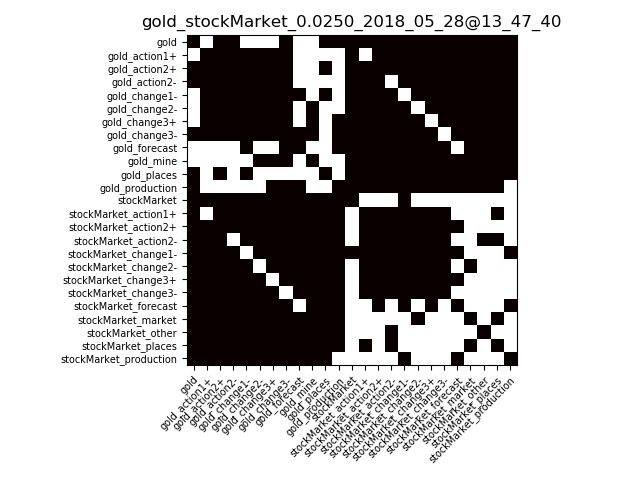 gold_stockMarket_0.0250_2018_05_28@13_47_40
gold
gold_action1+
gold_action2+
gold_action2-
gold_change1-
gold_change2-
gold_change3+
gold_change3-
gold_forecast
gold_mine
gold_places
gold_production
stockMarket
stockMarket_action1+
stockMarket_action2+
stockMarket_action2-
stockMarket_change1-
stockMarket_change2-
stockMarket_change3+
stockMarket_change3-
stockMarket_forecast
stockMarket_market
stockMarket_other
stockMarket_places
stockMarket_production
gold
gold_action1+
gold_action2+
gold_action2-
gold_change1-
gold_change2-
gold_change3+
gold_change3-
gold_forecast
gold_mine
gold_places
gold_production
stockMarket
stockMarket_action1+
stockMarket_action2+
stockMarket_action2-
stockMarket_change1-
stockMarket_change2-
stockMarket_change3+
stockMarket_change3-
stockMarket_forecast
stockMarket_market
stockMarket_other
stockMarket_places
stockMarket_production